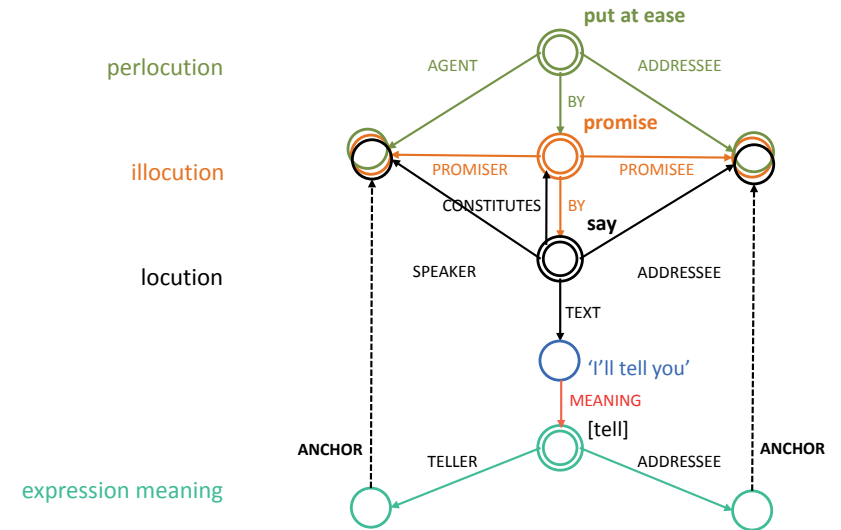 put at ease
perlocution
AGENT
ADDRESSEE
BY
promise
illocution
PROMISER
PROMISEE
CONSTITUTES
BY
say
locution
SPEAKER
ADDRESSEE
TEXT
‘I’ll tell you’
MEANING
[tell]
ANCHOR
TELLER
ADDRESSEE
ANCHOR
expression meaning